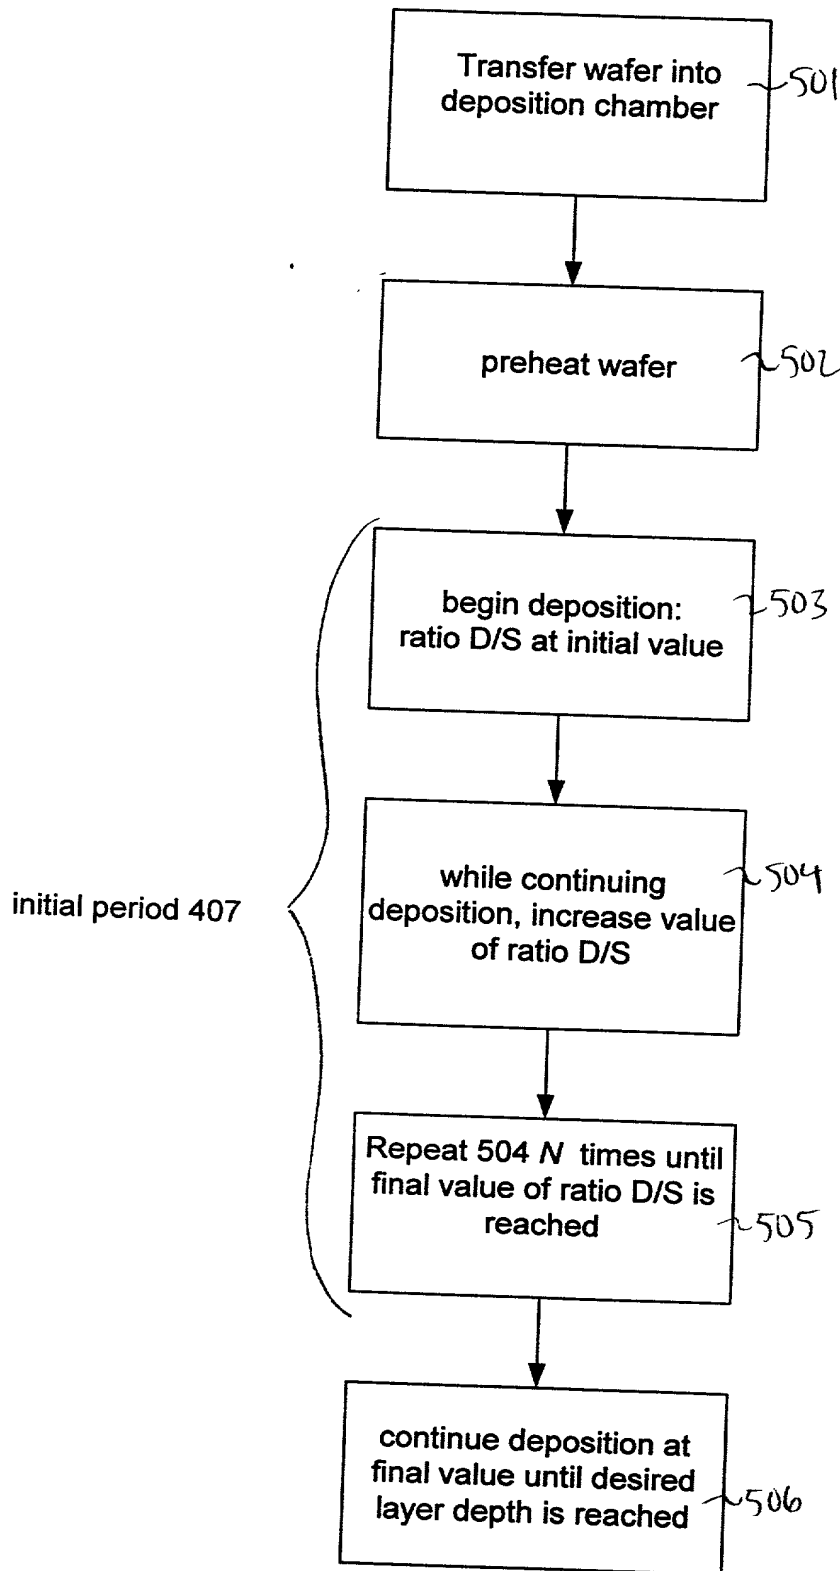 Transfer wafer into
deposition chamber
501
preheat wafer
502
begin deposition:
ratio D/S at initial value
503
while continuing
deposition, increase value
of ratio D/S
504
initial period 407
Repeat 504 N times until
final value of ratio D/S is
reached
505
continue deposition at
final value until desired
layer depth is reached
506